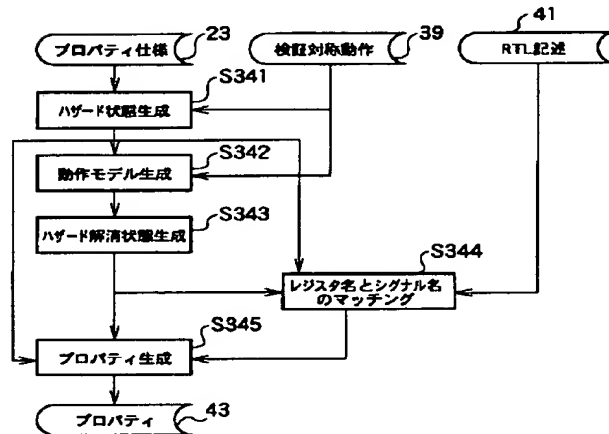 プロパティ仕様
23
検証対称動作
39
41
RTL記述
S341
ハザード状態生成
S342
動作モデル生成
S343
ハザード解消状態生成
S344
レジスタ名とシグナル名
のマッチング
S345
プロパティ生成
プロパティ
43